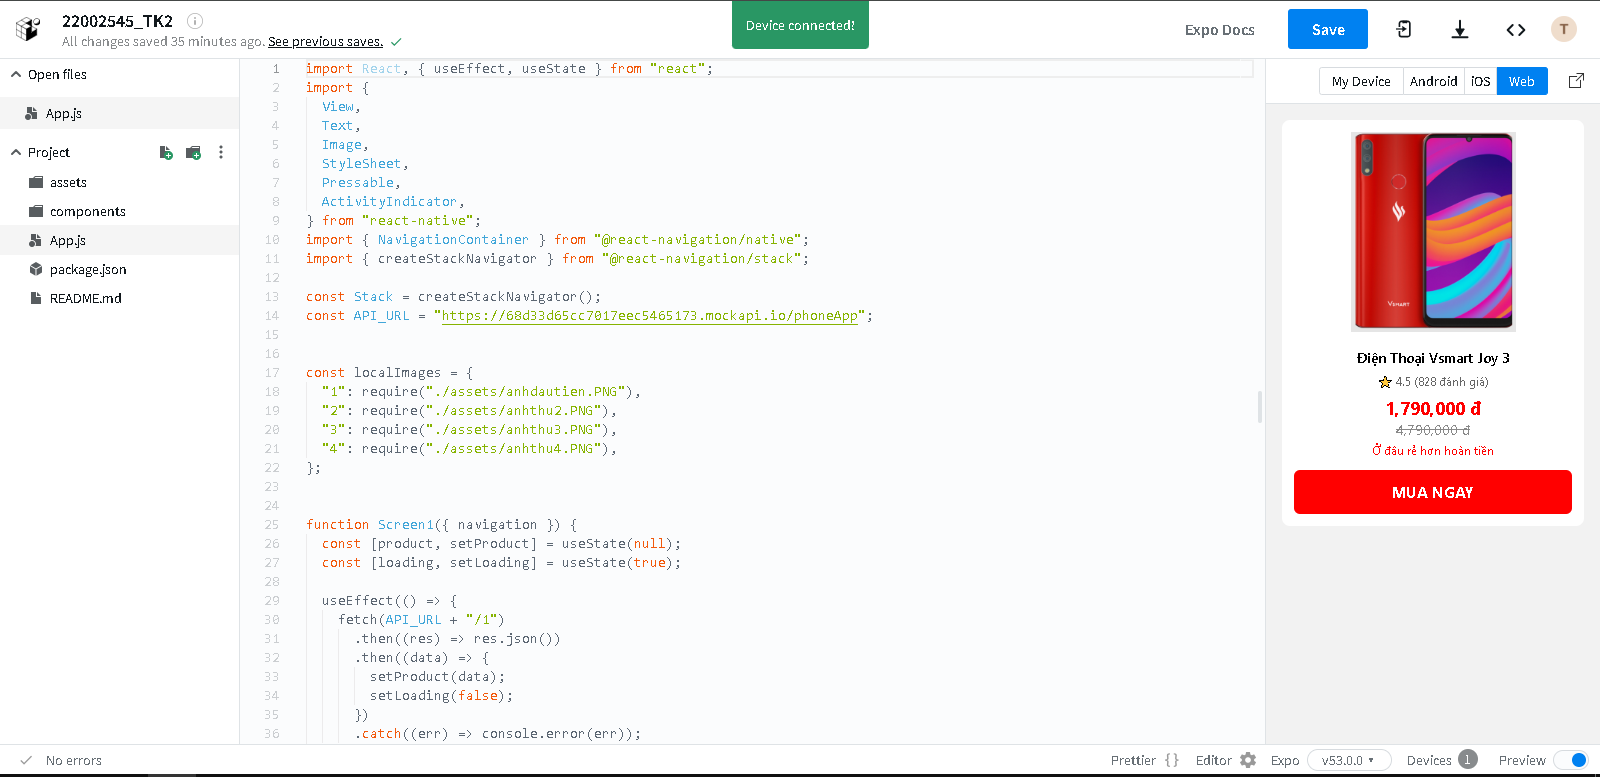 22002545_TK2
All changes saved 35 minutes ago. See previous saves.
Device connected!
Expo Docs
Save
T
Open files
App.js
Project
assets
components
App.js
package.json
README.md
1 import React, { useEffect, useState } from "react";
2 import {
3 View,
4 Text,
5 Image,
6 StyleSheet,
7 Pressable,
8 ActivityIndicator,
9 } from "react-native";
10 import { NavigationContainer } from "@react-navigation/native";
11 import { createStackNavigator } from "@react-navigation/stack";
12
13 const Stack = createStackNavigator();
14 const API_URL = "https://68d33d65cc7017eec5465173.mockapi.io/phoneApp";
15
16
17 const localImages = {
18 "1": require("./assets/anhdautien.PNG"),
19 "2": require("./assets/anhthu2.PNG"),
20 "3": require("./assets/anhthu3.PNG"),
21 "4": require("./assets/anhthu4.PNG"),
22 };
23
24
25 function Screen1({ navigation }) {
26 const [product, setProduct] = useState(null);
27 const [loading, setLoading] = useState(true);
28
29 useEffect(() => {
30 fetch(API_URL + "/1")
31 .then((res) => res.json())
32 .then((data) => {
33 setProduct(data);
34 setLoading(false);
35 })
36 .catch((err) => console.error(err));
My Device
Android
iOS
Web
VSMART
Điện Thoại Vsmart Joy 3
4.5 (828 đánh giá)
1,790,000 đ
4,790,000 đ
Ở đâu rẻ hơn hoàn tiền
MUA NGAY
No errors
Prettier { }
Editor
Expo
v53.0.0
Devices 1
Preview